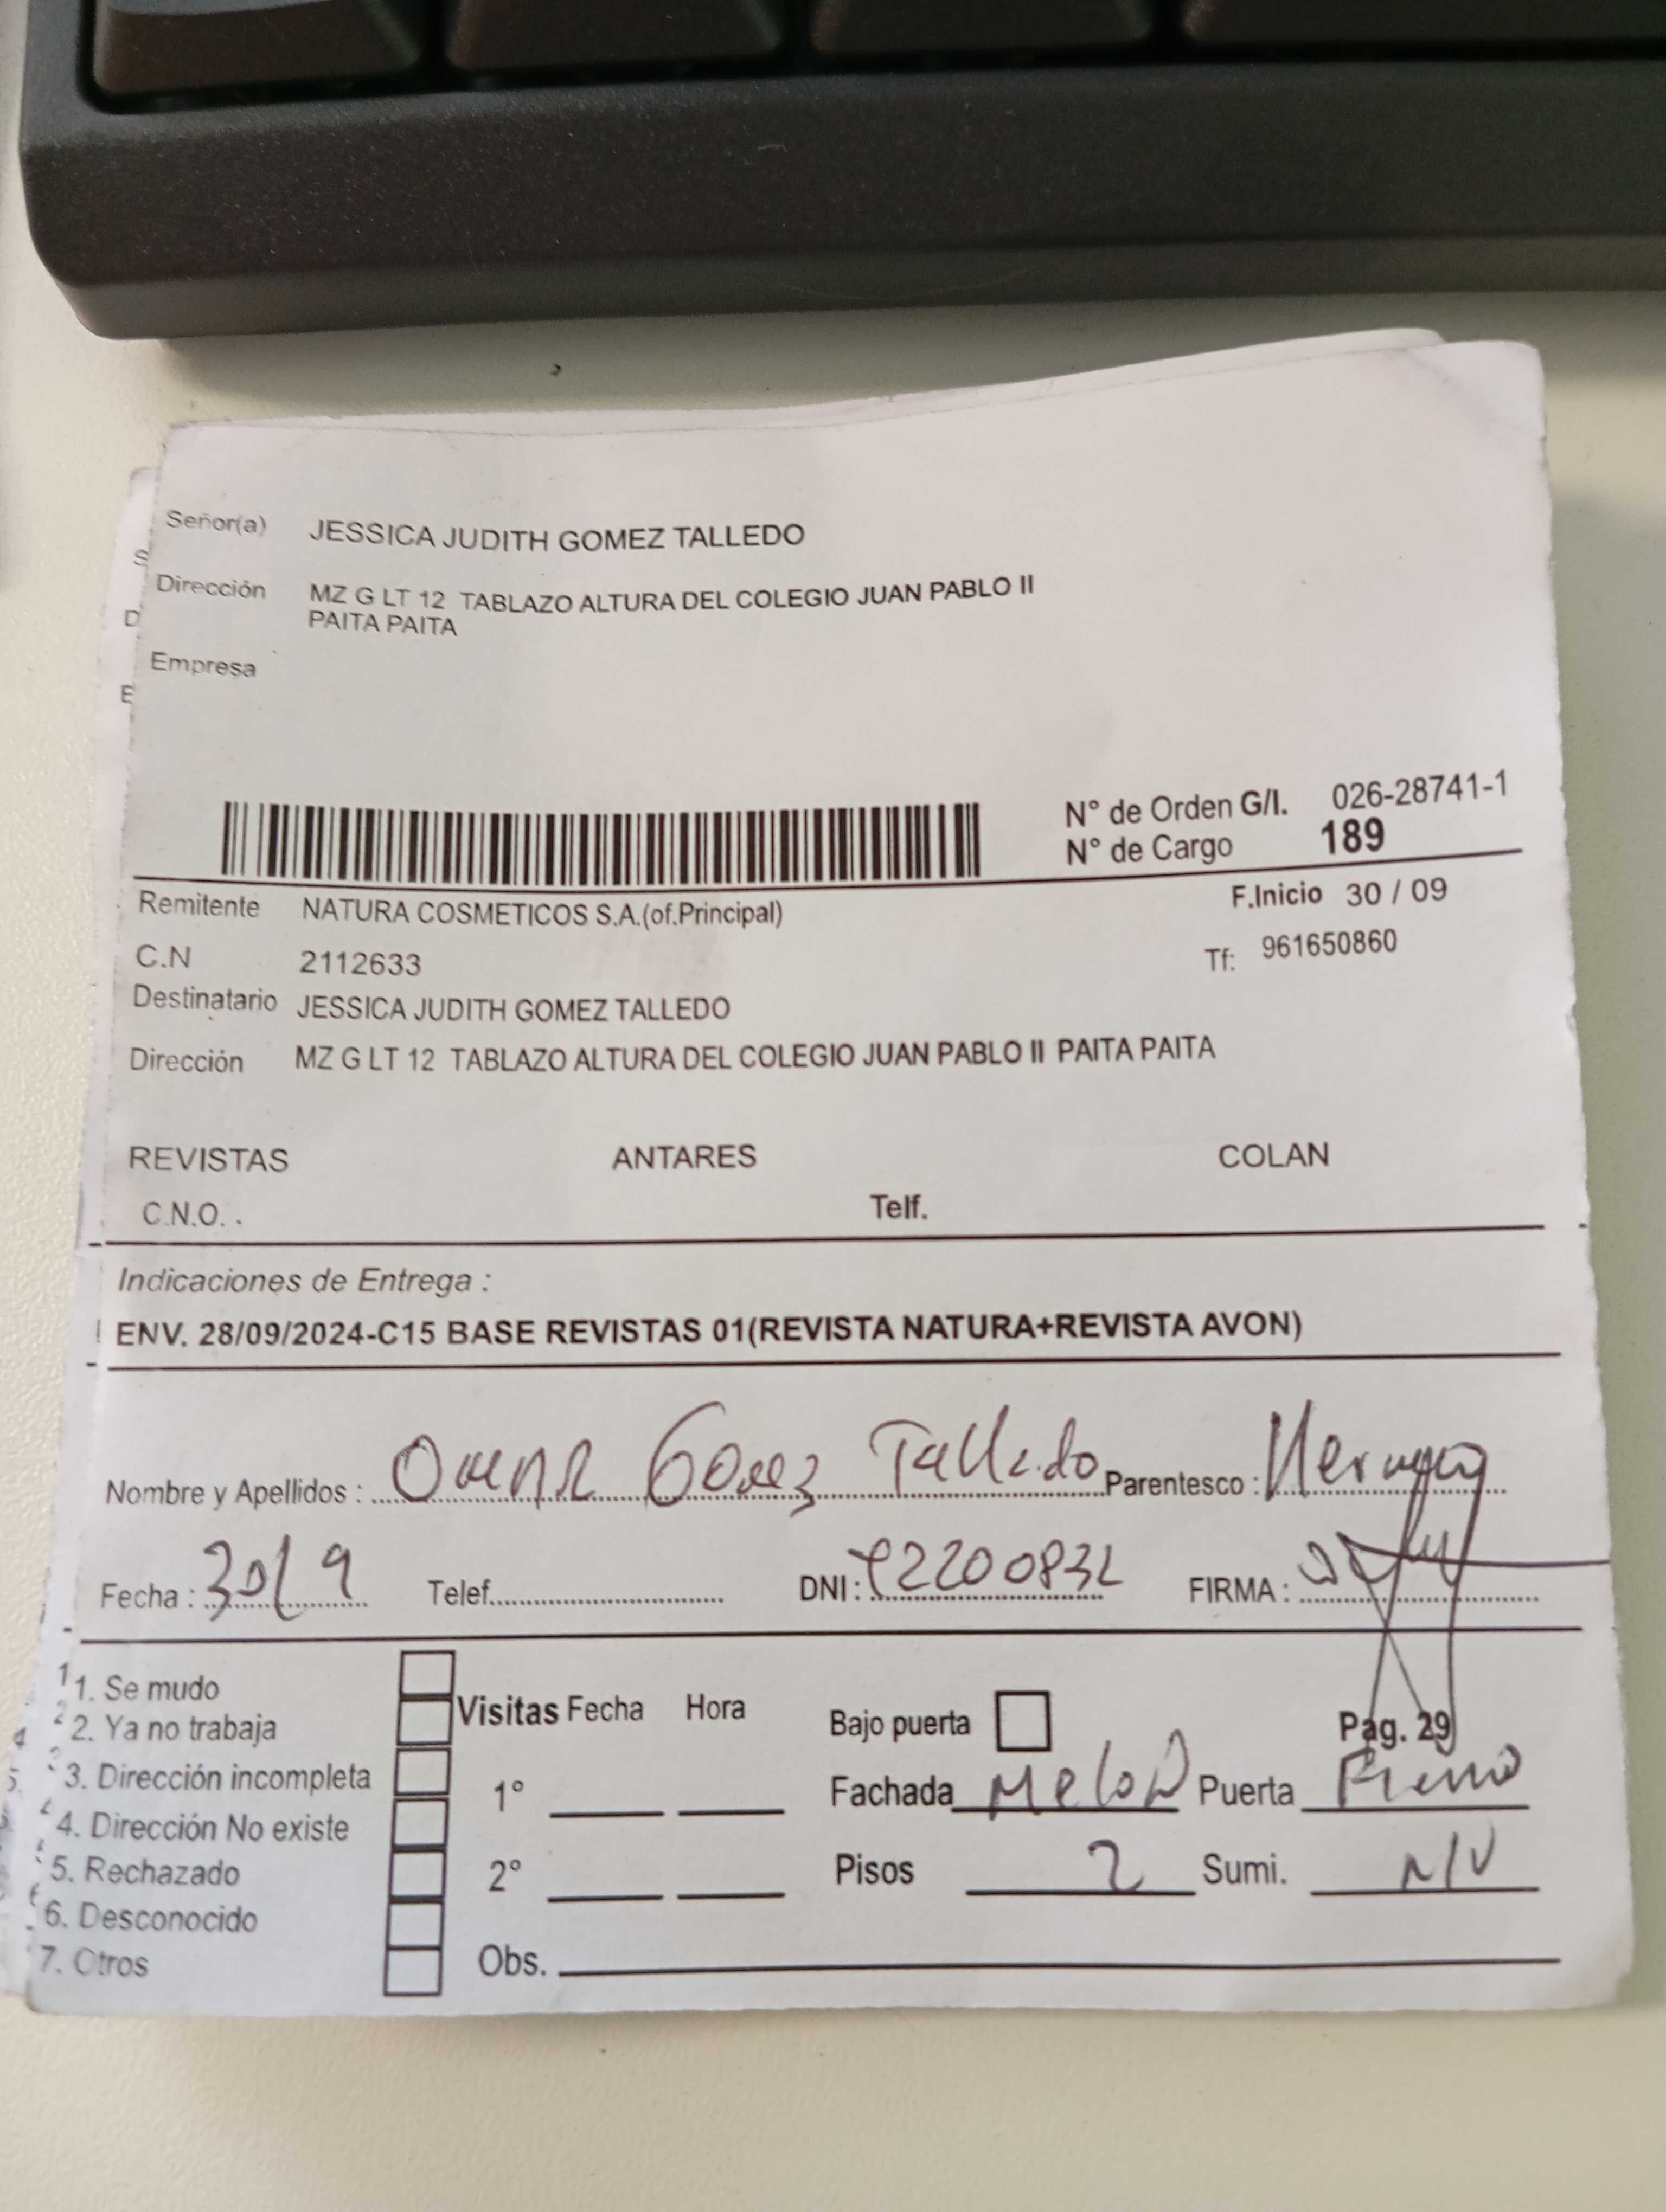 Señor(a) JESSICA JUDITH GOMEZ TALLEDO
Dirección MZ G LT 12 TABLAZO ALTURA DEL COLEGIO JUAN PABLO II
PAITA PAITA
Empresa
N° de Orden G/I. 026-28741-1
N° de Cargo 189
Remitente NATURA COSMETICOS S.A.(of.Principal) F.Inicio 30 / 09
C.N 2112633 Tf: 961650860
Destinatario JESSICA JUDITH GOMEZ TALLEDO
Dirección MZ G LT 12 TABLAZO ALTURA DEL COLEGIO JUAN PABLO II PAITA PAITA
REVISTAS ANTARES COLAN
C.N.O. . Telf.
Indicaciones de Entrega :
ENV. 28/09/2024-C15 BASE REVISTAS 01(REVISTA NATURA+REVISTA AVON)
Nombre y Apellidos : Omar Gomez Talledo Parentesco : Hermano
Fecha : 30/9 Telef. DNI: FIRMA :
1. Se mudo
2. Ya no trabaja
3. Dirección incompleta
4. Dirección No existe
5. Rechazado
6. Desconocido
7. Otros
Visitas Fecha Hora
1°
2°
Bajo puerta Pag. 29
Fachada Melon Puerta Fierro
Pisos 2 Sumi. N/V
Obs.